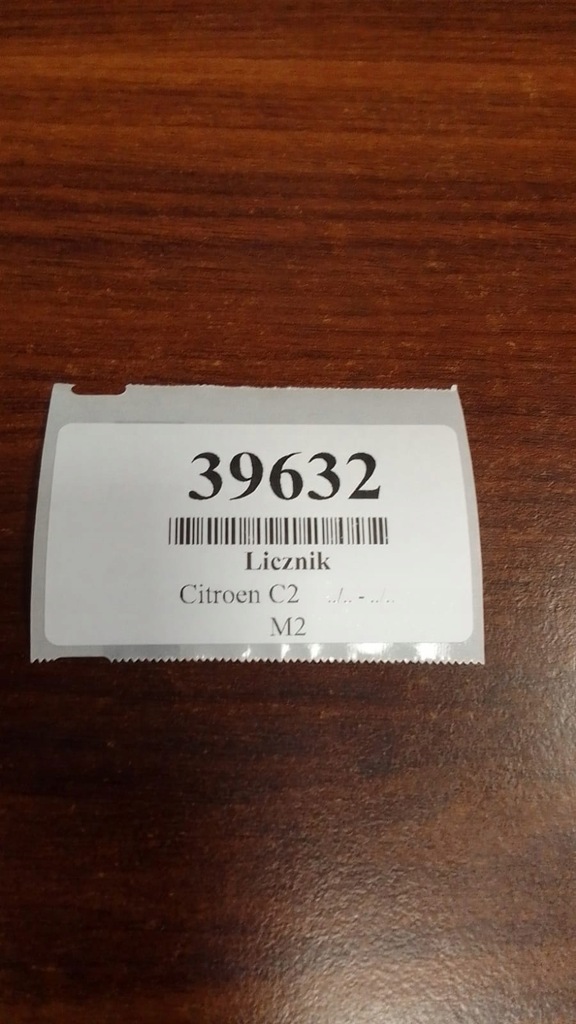 39632
Licznik
Citroen C2 ../.. - ../..
M2